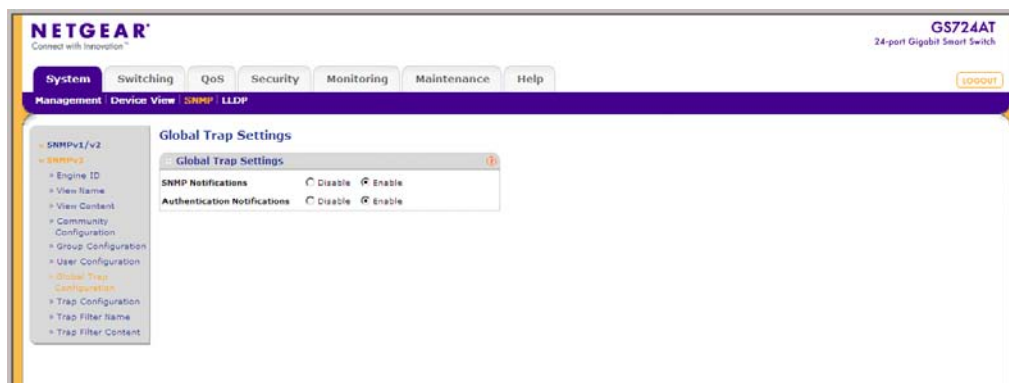 NETGEAR®
Connect with Innovation™
GS724AT
24-port Gigabit Smart Switch
System Switching QoS Security Monitoring Maintenance Help
LOGOUT
Management Device View SNMP LLDP
SNMPv1/v2
SNMPv3
Engine ID
View Name
View Content
Community
Configuration
Group Configuration
User Configuration
Global Trap
Configuration
Trap Configuration
Trap Filter Name
Trap Filter Content
Global Trap Settings
Global Trap Settings
SNMP Notifications Disable Enable
Authentication Notifications Disable Enable